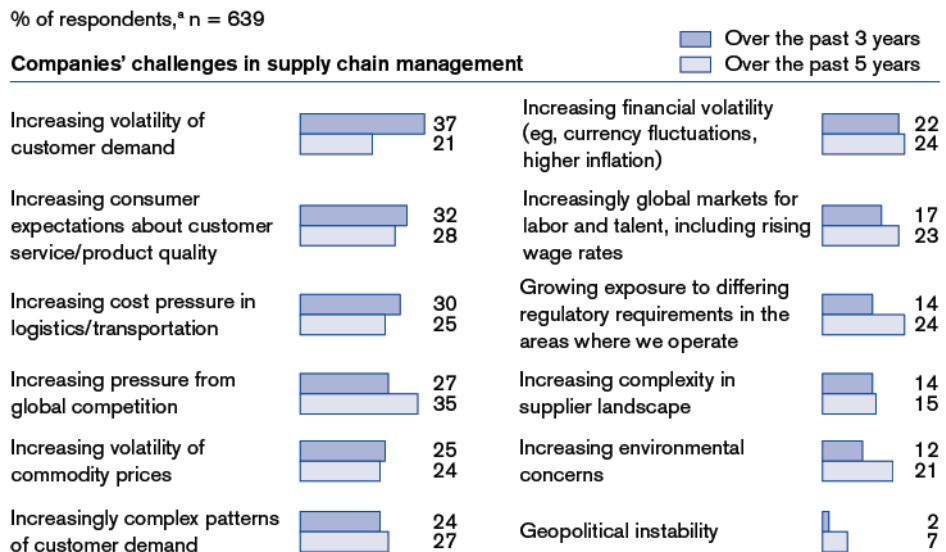 % of respondents,ª n = 639
Over the past 3 years
Over the past 5 years
Companies' challenges in supply chain management
Increasing volatility of
customer demand
37
21
Increasing consumer
expectations about customer
service/product quality
32
28
Increasing cost pressure in
logistics/transportation
30
25
Increasing pressure from
global competition
27
35
Increasing volatility of
commodity prices
25
24
Increasingly complex patterns
of customer demand
24
27
Increasing financial volatility
(eg, currency fluctuations,
higher inflation)
22
24
Increasingly global markets for
labor and talent, including rising
wage rates
17
23
Growing exposure to differing
regulatory requirements in the
areas where we operate
14
24
Increasing complexity in
supplier landscape
14
15
Increasing environmental
concerns
12
21
Geopolitical instability
2
7